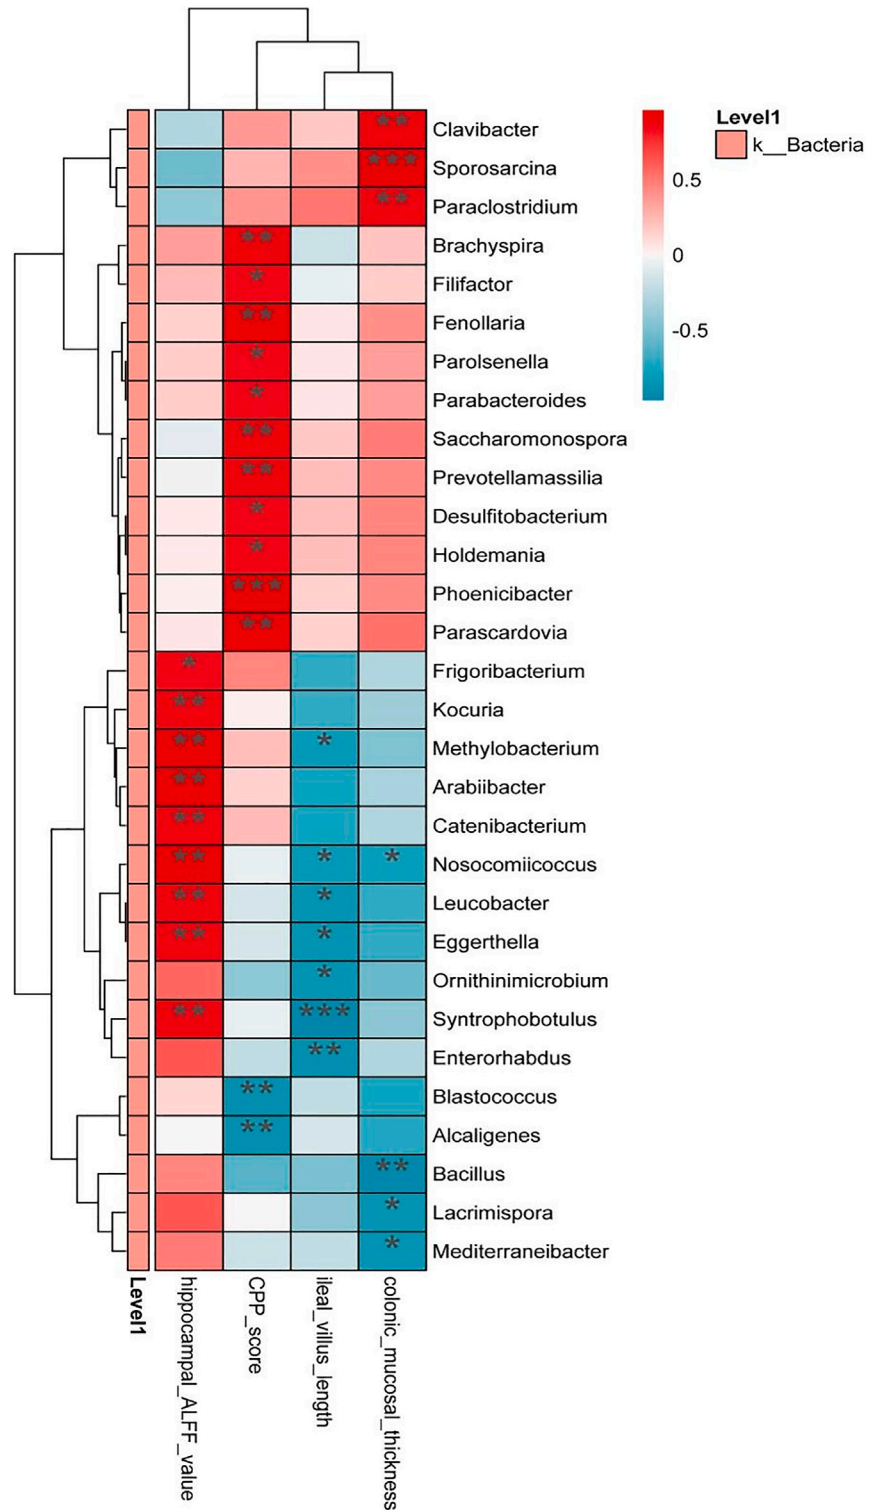 Level1
k__Bacteria
0.5
0
-0.5
** Clavibacter
*** Sporosarcina
** Paraclostridium
** Brachyspira
* Filifactor
** Fenollaria
* Parolsenella
* Parabacteroides
** Saccharomonospora
** Prevotellamassilia
* Desulfitobacterium
* Holdemania
*** Phoenicibacter
** Parascardovia
* Frigoribacterium
** Kocuria
** * Methylobacterium
** Arabiibacter
** Catenibacterium
** * * Nosocomiicoccus
** * Leucobacter
** * Eggerthella
* Ornithinimicrobium
** *** Syntrophobotulus
** Enterorhabdus
** Blastococcus
** Alcaligenes
** Bacillus
* Lacrimispora
* Mediterraneibacter
Level1
hippocampal_ALFF_value
CPP_score
ileal_villus_length
colonic_mucosal_thickness